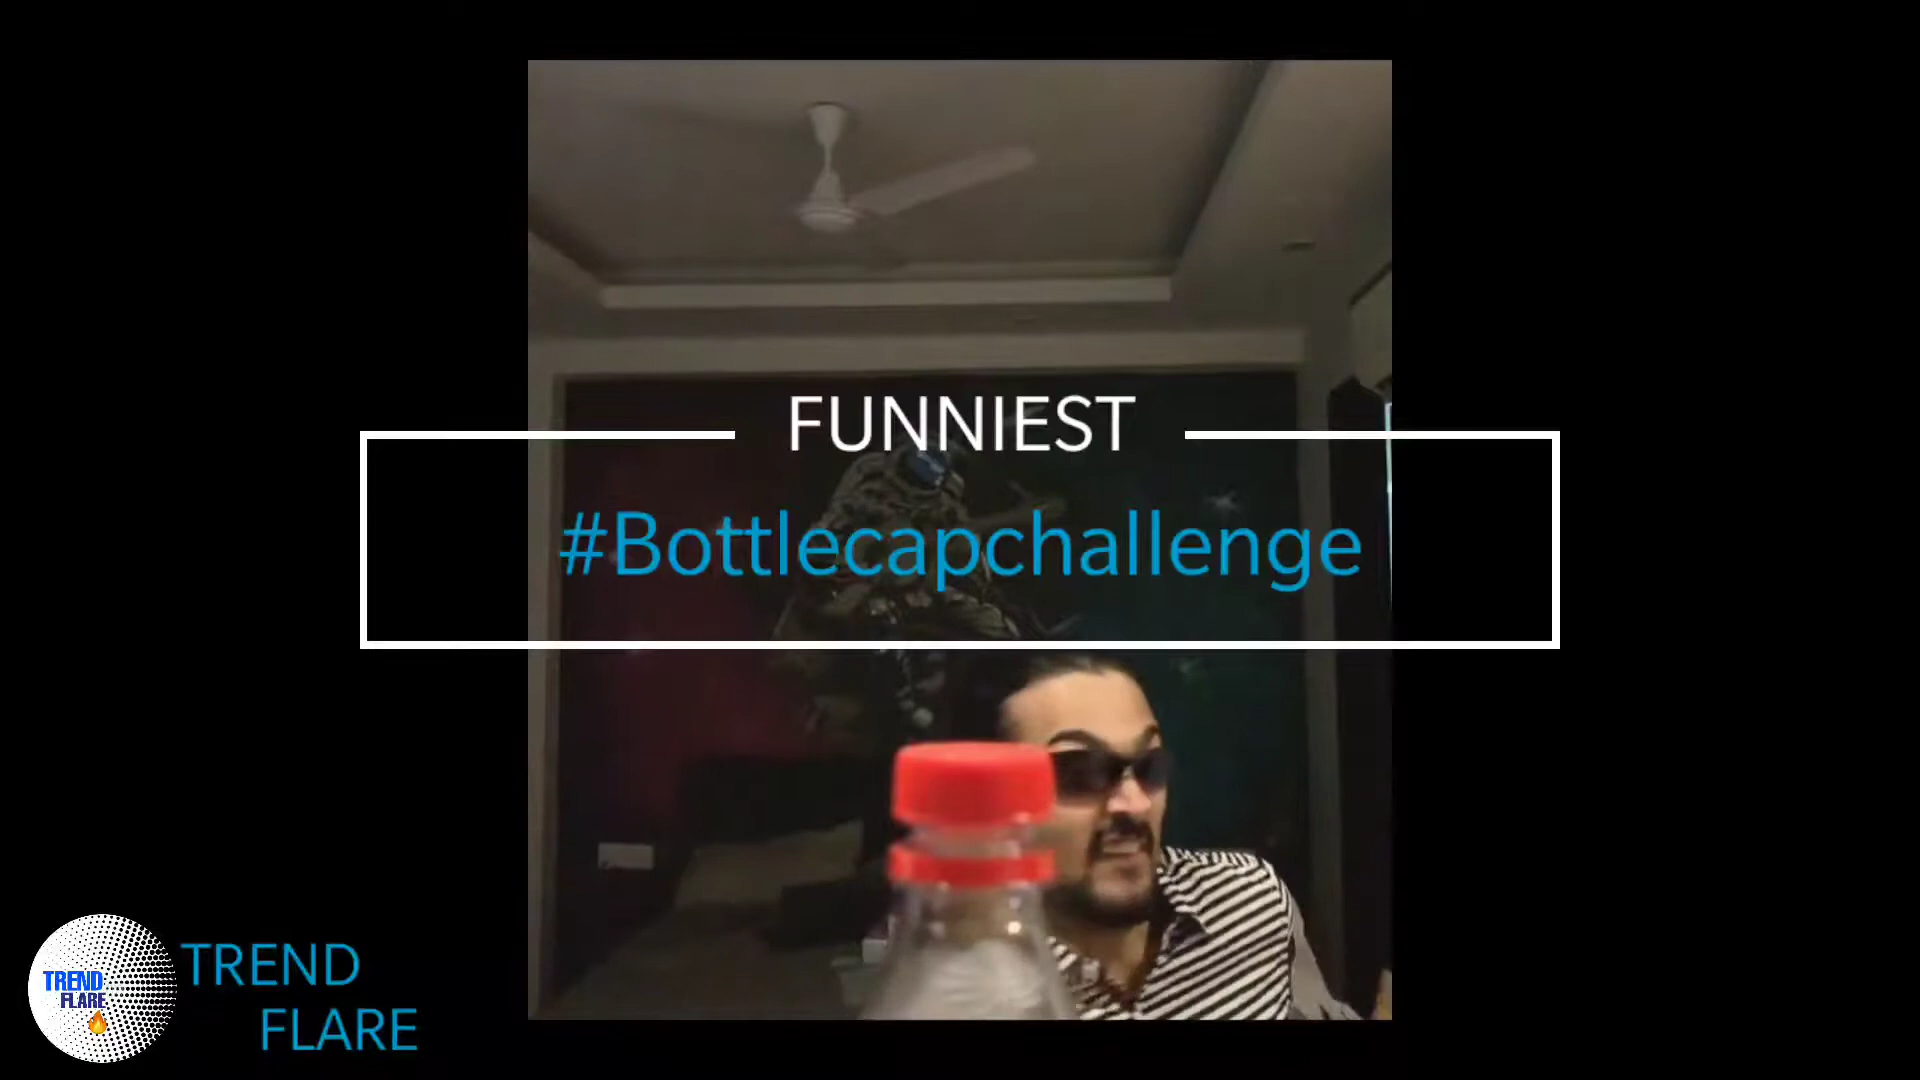 FUNNIEST
#Bottlecapchallenge
TREND
FLARE
TREND
FLARE